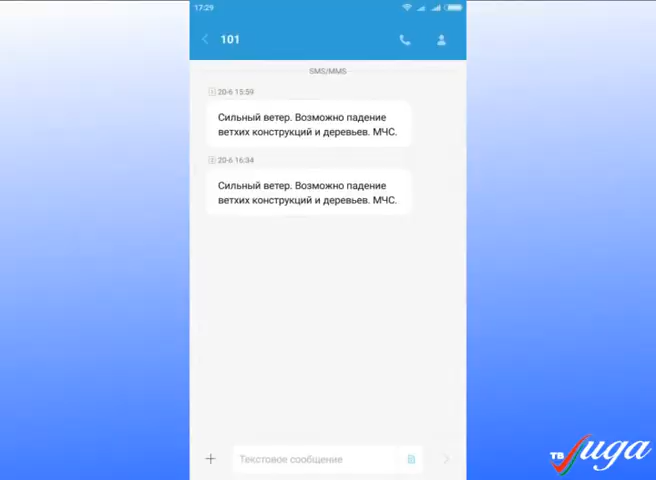 17:29
101
SMS/MMS
20-6 15:59
Сильный ветер. Возможно падение
ветхих конструкций и деревьев. МЧС.
20-6 16:34
Сильный ветер. Возможно падение
ветхих конструкций и деревьев. МЧС.
Текстовое сообщение
ТВ Лида